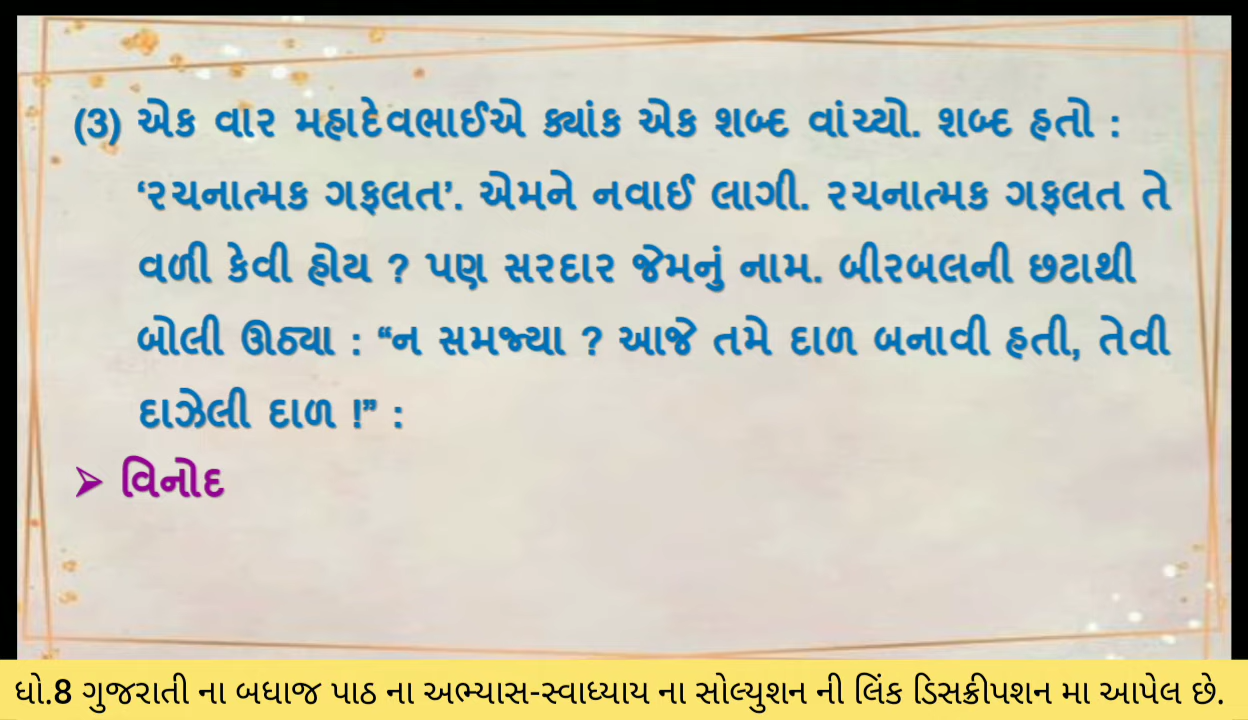 (3) એક વાર મહાદેવભાઈએ ક્યાંક એક શબ્દ વાંચ્યો. શબ્દ હતો :
‘રચનાત્મક ગફલત’. એમને નવાઈ લાગી. રચનાત્મક ગફલત તે
વળી કેવી હોય ? પણ સરદાર જેમનું નામ. બીરબલની છટાથી
બોલી ઊઠ્યા : “ન સમજ્યા ? આજે તમે દાળ બનાવી હતી, તેવી
દાઝેલી દાળ !” :
➢ વિનોદ
ધો.8 ગુજરાતી ના બધાજ પાઠ ના અભ્યાસ-સ્વાધ્યાય ના સોલ્યુશન ની લિંક ડિસક્રીપશન મા આપેલ છે.